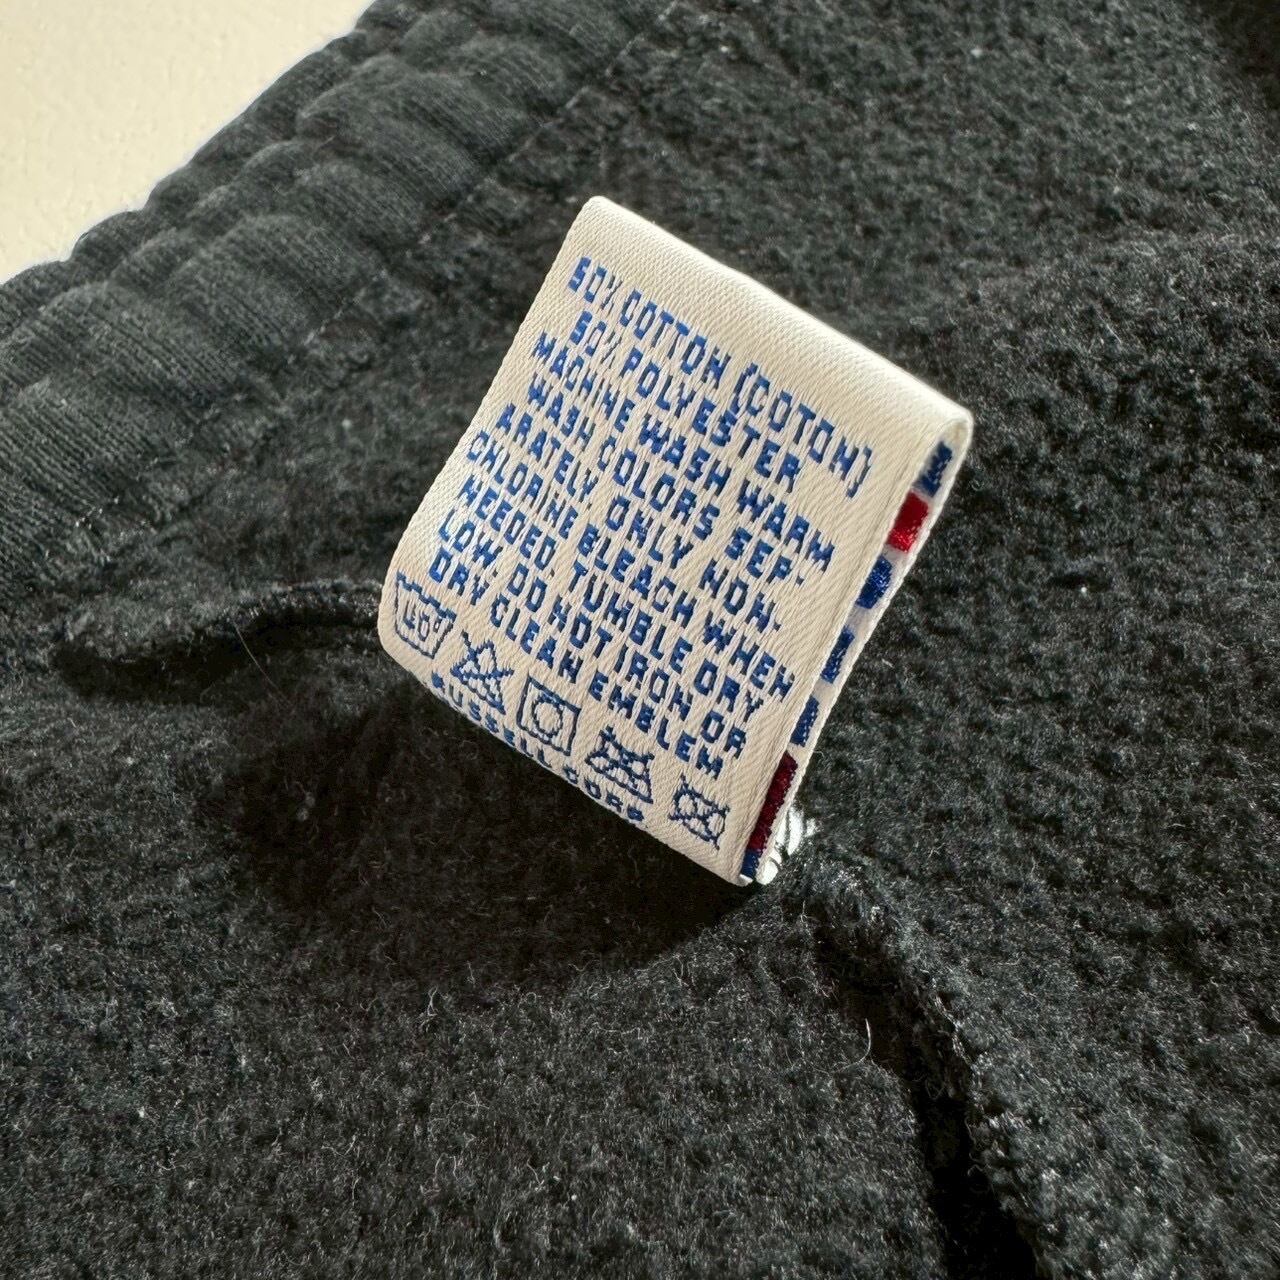 50% COTTON (COTON)
50% POLYESTER
MACHINE WASH WARM
WASH COLORS SEP-
ARATELY ONLY NON-
CHLORINE BLEACH WHEN
NEEDED. TUMBLE DRY
LOW. DO NOT IRON OR
DRY CLEAN EMBLEM
40°
RUSSELL CORP